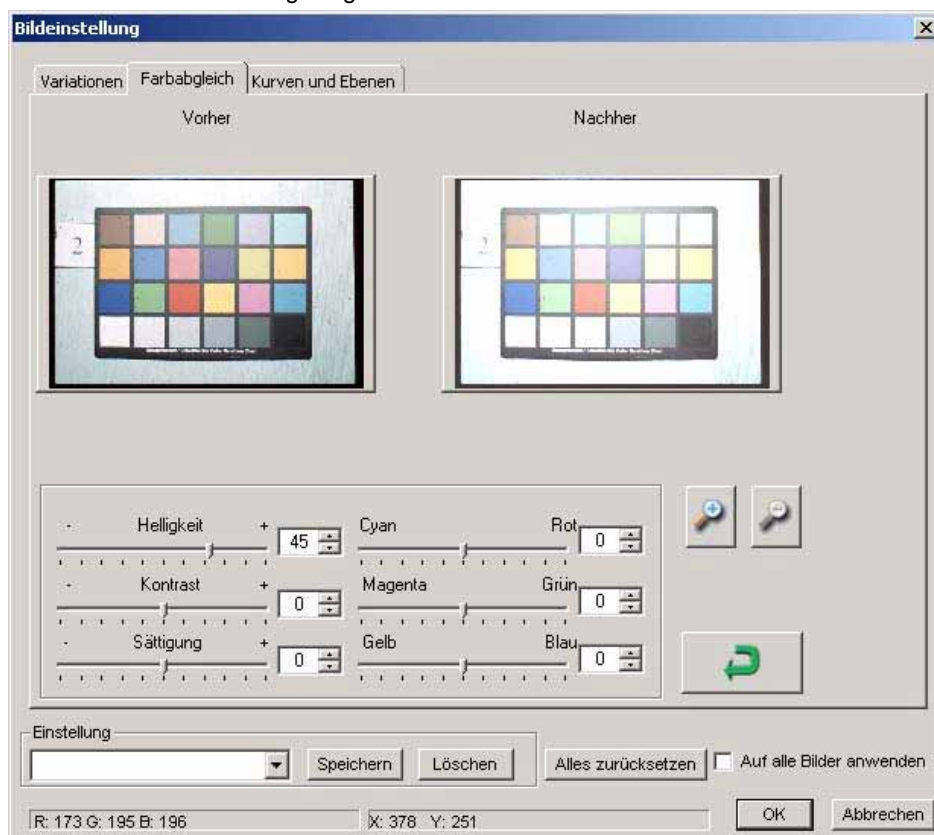 Bildeinstellung
Variationen Farbabgleich Kurven und Ebenen
Vorher Nachher
2 2
- Helligkeit + 45 Cyan Rot 0
- Kontrast + 0 Magenta Grün 0
- Sättigung + 0 Gelb Blau 0
Einstellung
Speichern Löschen Alles zurücksetzen Auf alle Bilder anwenden
R: 173 G: 195 B: 196 X: 378 Y: 251 OK Abbrechen